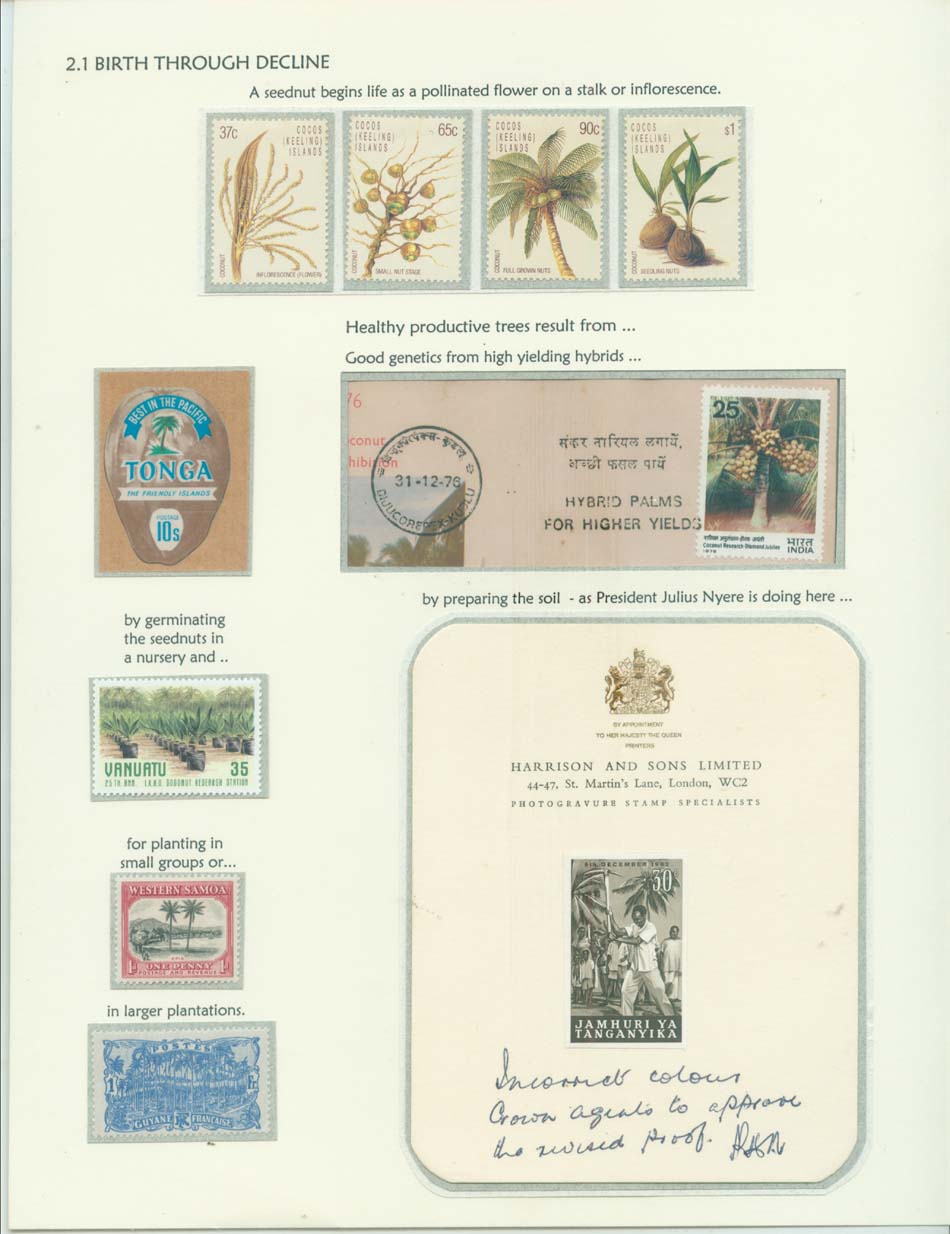 2.1 BIRTH THROUGH DECLINE
A seednut begins life as a pollinated flower on a stalk or inflorescence.
37c
COCOS
(KEELING)
ISLANDS
COCONUT
INFLORESCENCE (FLOWER)
COCOS
(KEELING)
ISLANDS
65c
COCONUT
SMALL NUT STAGE
COCOS
(KEELING)
ISLANDS
90c
COCONUT
FULL GROWN NUTS
COCOS
(KEELING)
ISLANDS
$1
COCONUT
SEEDLING NUTS
Healthy productive trees result from ...
Good genetics from high yielding hybrids ...
BEST IN THE PACIFIC
TONGA
THE FRIENDLY ISLANDS
POSTAGE
10s
76
conut
hibition
31-12-76
संकर नारियल लगायें,
अच्छी फसल पायें
HYBRID PALMS
FOR HIGHER YIELDS
25
नारियल अनुसंधान-हीरक जयंती
Coconut Research-Diamond Jubilee
1976
भारत
INDIA
by preparing the soil - as President Julius Nyere is doing here ...
by germinating
the seednuts in
a nursery and ..
VANUATU 35
25TH ANN. I.R.H.O. COCONUT RESEARCH STATION
for planting in
small groups or...
WESTERN SAMOA
APIA
1d ONE PENNY 1d
POSTAGE AND REVENUE
in larger plantations.
POSTES
1 Fr.
GUYANE FRANÇAISE
BY APPOINTMENT
TO HER MAJESTY THE QUEEN
PRINTERS
HARRISON AND SONS LIMITED
44-47, St. Martin's Lane, London, WC2
PHOTOGRAVURE STAMP SPECIALISTS
9TH DECEMBER 1962
30
JAMHURI YA
TANGANYIKA
Incorrect colour
Crown agents to approve
the revised proof.